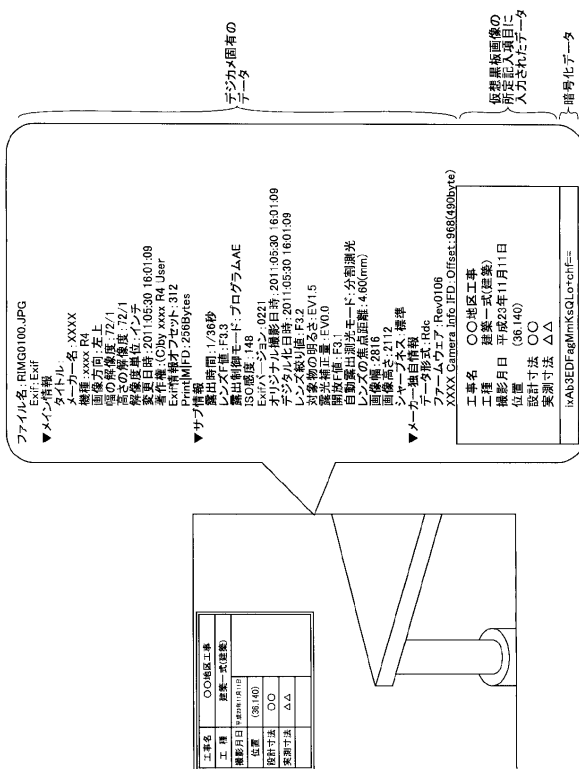 ファイル名:RIMG0100.JPG
Exif:Exif
▼メイン情報
タイトル:
メーカー名:XXXX
機種:xxxx R4
画像方向:左上
幅の解像度:72/1
高さの解像度:72/1
解像度単位:インチ
変更日時:2011:05:30 16:01:09
著作権:(C)by xxxx R4 User
Exif情報オフセット:312
PrintIMIFD:256Bytes
▼サブ情報
露出時間:1/36秒
レンズF値:F3.3
露出制御モード:プログラムAE
ISO感度:148
Exifバージョン:0221
オリジナル撮影日時:2011:05:30 16:01:09
デジタル化日時:2011:05:30 16:01:09
レンズ絞り値:F3.2
対象物の明るさ:EV1.5
露光補正量:EV0.0
開放F値:F3.1
自動露出測光モード:分割測光
レンズの焦点距離:4.60(mm)
画像幅:2816
画像高さ:2112
シャープネス:標準
▼メーカー独自情報
データ形式:Rdc
ファームウェア:Rev0106
XXXX Camera Info IFD:Offset:968(490byte)
工事名 〇〇地区工事
工種 建築一式(建築)
撮影月日 平成23年11月11日
位置 (36,140)
設計寸法 〇〇
実測寸法 △△
ixAb3EDFagMmKsQLo+chf==
デジカメ固有の
データ
仮想黒板画像の
所定記入項目に
入力されたデータ
暗号化データ
工事名 〇〇地区工事
工種 建築一式(建築)
撮影月日 平成23年11月11日
位置 (36,140)
設計寸法 〇〇
実測寸法 △△